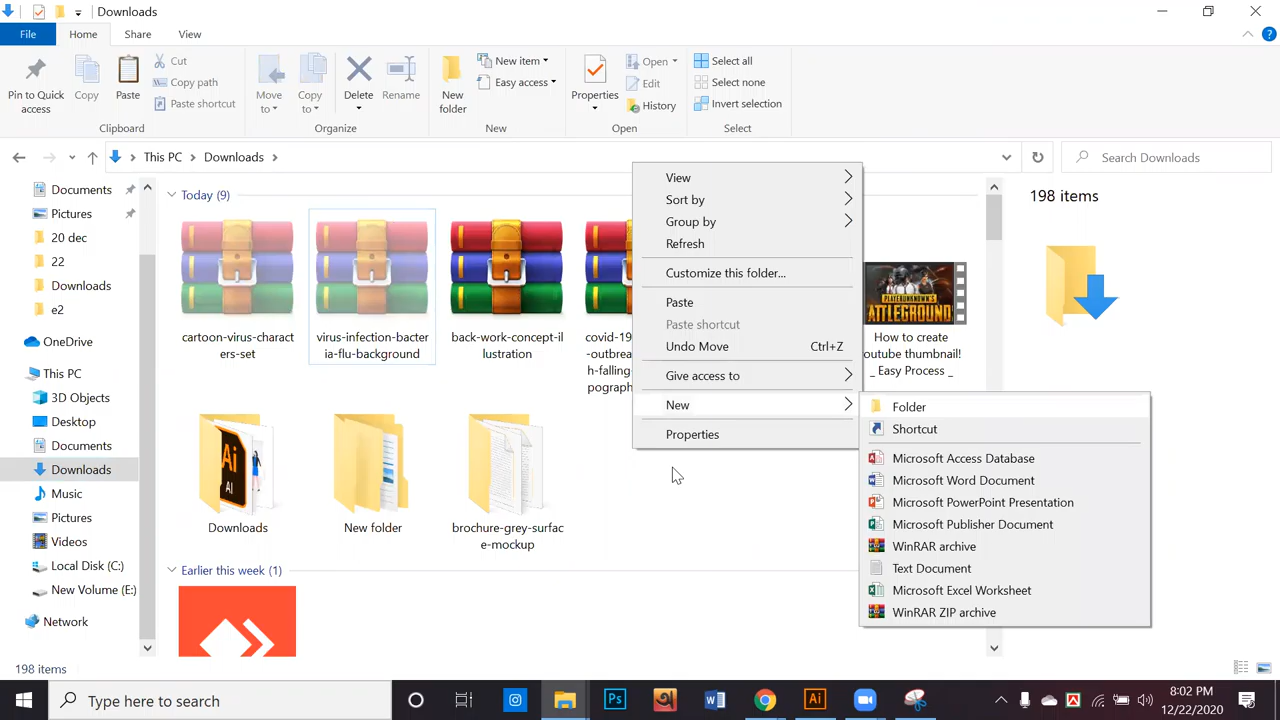 Downloads
File
Home
Share
View
Pin to Quick
access
Copy
Paste
Cut
Copy path
Paste shortcut
Clipboard
Move
to
Copy
to
Delete
Rename
Organize
New
folder
New item
Easy access
New
Properties
Open
Edit
History
Open
Select all
Select none
Invert selection
Select
This PC
Downloads
Search Downloads
Documents
Pictures
20 dec
22
Downloads
e2
OneDrive
This PC
3D Objects
Desktop
Documents
Downloads
Music
Pictures
Videos
Local Disk (C:)
New Volume (E:)
Network
Today (9)
cartoon-virus-charact
ers-set
virus-infection-bacter
ia-flu-background
back-work-concept-il
lustration
covid-19
outbrea
h-falling
pograph
How to create
outube thumbnail!
_ Easy Process _
Ai
AI
PLAYERUNKNOWN'S
BATTLEGROUND
Downloads
New folder
brochure-grey-surfac
e-mockup
Earlier this week (1)
View
Sort by
Group by
Refresh
Customize this folder...
Paste
Paste shortcut
Undo Move Ctrl+Z
Give access to
New
Properties
Folder
Shortcut
Microsoft Access Database
Microsoft Word Document
Microsoft PowerPoint Presentation
Microsoft Publisher Document
WinRAR archive
Text Document
Microsoft Excel Worksheet
WinRAR ZIP archive
198 items
198 items
Type here to search
Ps
Ai
8:02 PM
12/22/2020